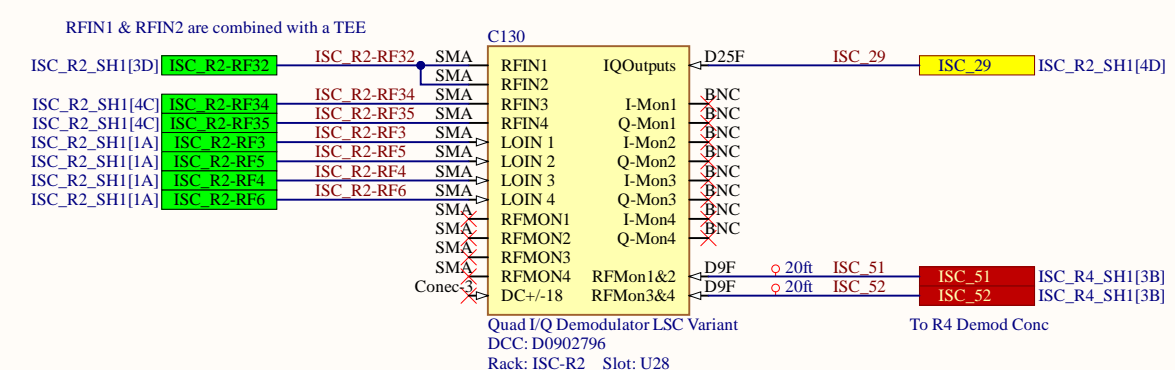 RFIN1 & RFIN2 are combined with a TEE
C130
ISC_R2_SH1[3D] ISC_R2-RF32 ISC_R2-RF32 SMA RFIN1 IQOutputs D25F ISC_29 ISC_29 ISC_R2_SH1[4D]
SMA RFIN2
ISC_R2_SH1[4C] ISC_R2-RF34 ISC_R2-RF34 SMA RFIN3 I-Mon1 BNC
ISC_R2_SH1[4C] ISC_R2-RF35 ISC_R2-RF35 SMA RFIN4 Q-Mon1 BNC
ISC_R2_SH1[1A] ISC_R2-RF3 ISC_R2-RF3 SMA LOIN 1 I-Mon2 BNC
ISC_R2_SH1[1A] ISC_R2-RF5 ISC_R2-RF5 SMA LOIN 2 Q-Mon2 BNC
ISC_R2_SH1[1A] ISC_R2-RF4 ISC_R2-RF4 SMA LOIN 3 I-Mon3 BNC
ISC_R2_SH1[1A] ISC_R2-RF6 ISC_R2-RF6 SMA LOIN 4 Q-Mon3 BNC
SMA RFMON1 I-Mon4 BNC
SMA RFMON2 Q-Mon4 BNC
SMA RFMON3
SMA RFMON4 RFMon1&2 D9F 20ft ISC_51 ISC_51 ISC_R4_SH1[3B]
Conec-3 DC+/-18 RFMon3&4 D9F 20ft ISC_52 ISC_52 ISC_R4_SH1[3B]
Quad I/Q Demodulator LSC Variant To R4 Demod Conc
DCC: D0902796
Rack: ISC-R2 Slot: U28